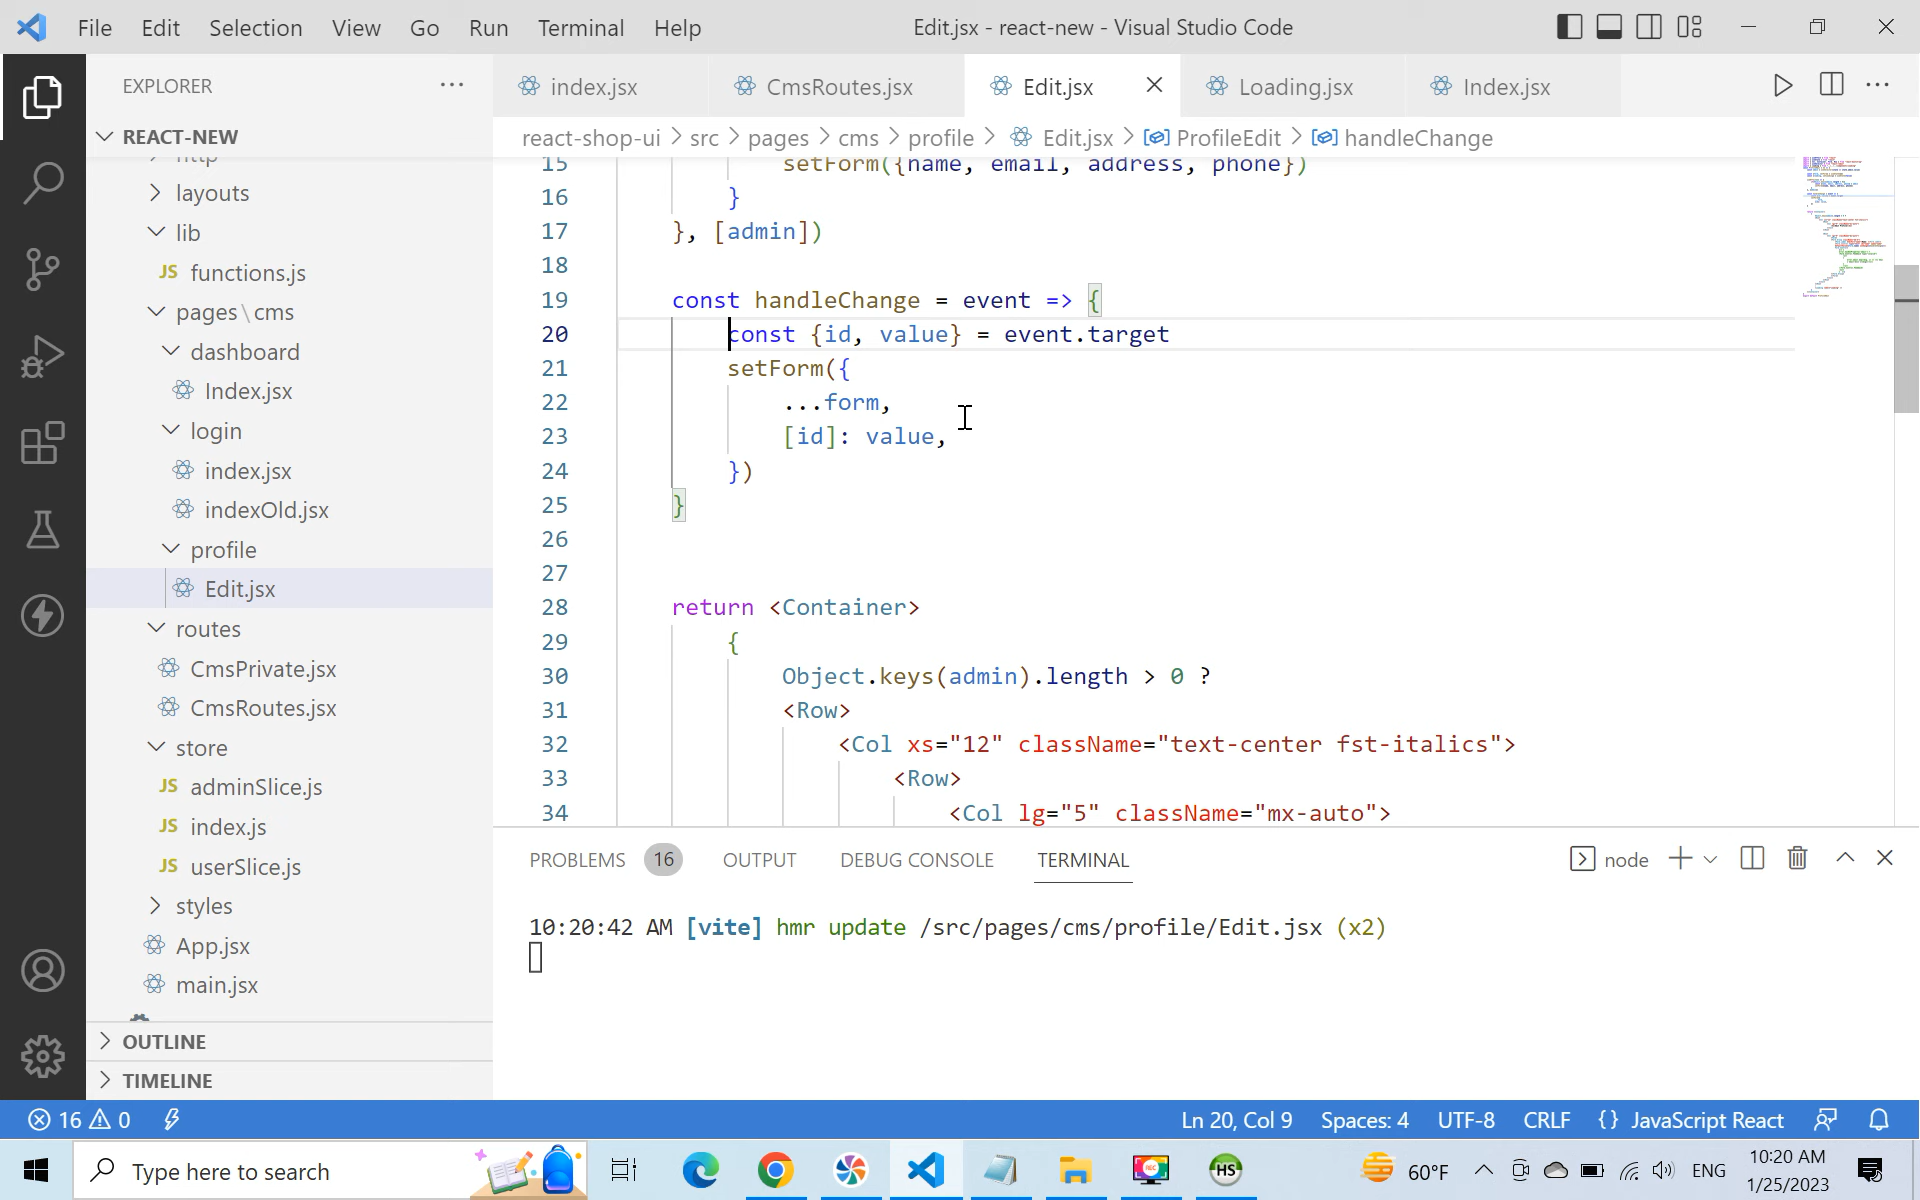 File Edit Selection View Go Run Terminal Help
Edit.jsx - react-new - Visual Studio Code
EXPLORER
index.jsx
CmsRoutes.jsx
Edit.jsx
Loading.jsx
Index.jsx
REACT-NEW
react-shop-ui > src > pages > cms > profile > Edit.jsx > ProfileEdit > handleChange
http
layouts
lib
JS functions.js
pages\cms
dashboard
Index.jsx
login
index.jsx
indexOld.jsx
profile
Edit.jsx
routes
CmsPrivate.jsx
CmsRoutes.jsx
store
JS adminSlice.js
JS index.js
JS userSlice.js
styles
App.jsx
main.jsx
OUTLINE
TIMELINE
15 setForm({name, email, address, phone})
16 }
17 }, [admin])
18
19 const handleChange = event => {
20 const {id, value} = event.target
21 setForm({
22 ...form,
23 [id]: value,
24 })
25 }
26
27
28 return <Container>
29 {
30 Object.keys(admin).length > 0 ?
31 <Row>
32 <Col xs="12" className="text-center fst-italics">
33 <Row>
34 <Col lg="5" className="mx-auto">
PROBLEMS 16 OUTPUT DEBUG CONSOLE TERMINAL
node
10:20:42 AM [vite] hmr update /src/pages/cms/profile/Edit.jsx (x2)
16 0
Ln 20, Col 9 Spaces: 4 UTF-8 CRLF {} JavaScript React
Type here to search
REC
HS
60°F
ENG
10:20 AM
1/25/2023